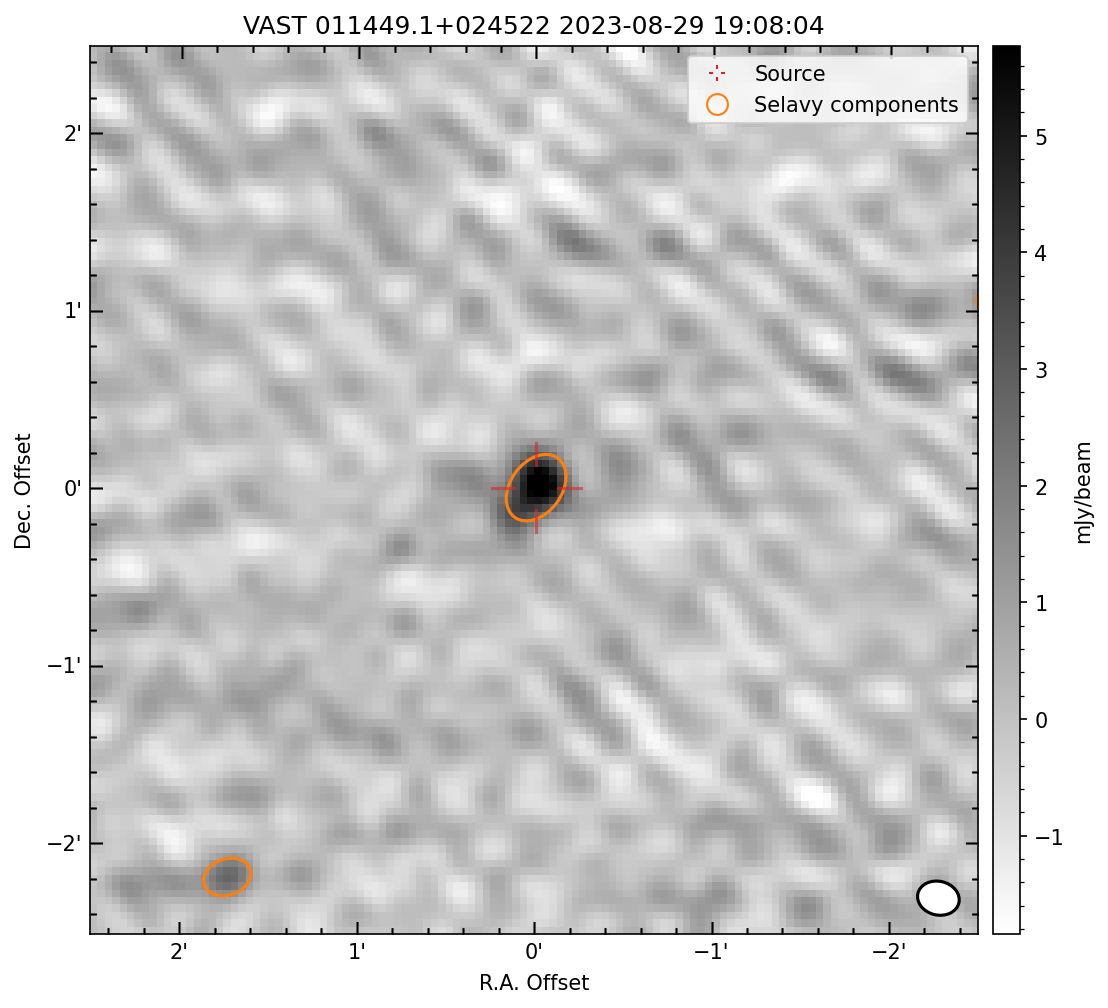 VAST 011449.1+024522 2023-08-29 19:08:04
Source
Selavy components
2'
1'
0'
−1'
−2'
Dec. Offset
2'
1'
0'
−1'
−2'
R.A. Offset
5
4
3
2
1
0
−1
mJy/beam